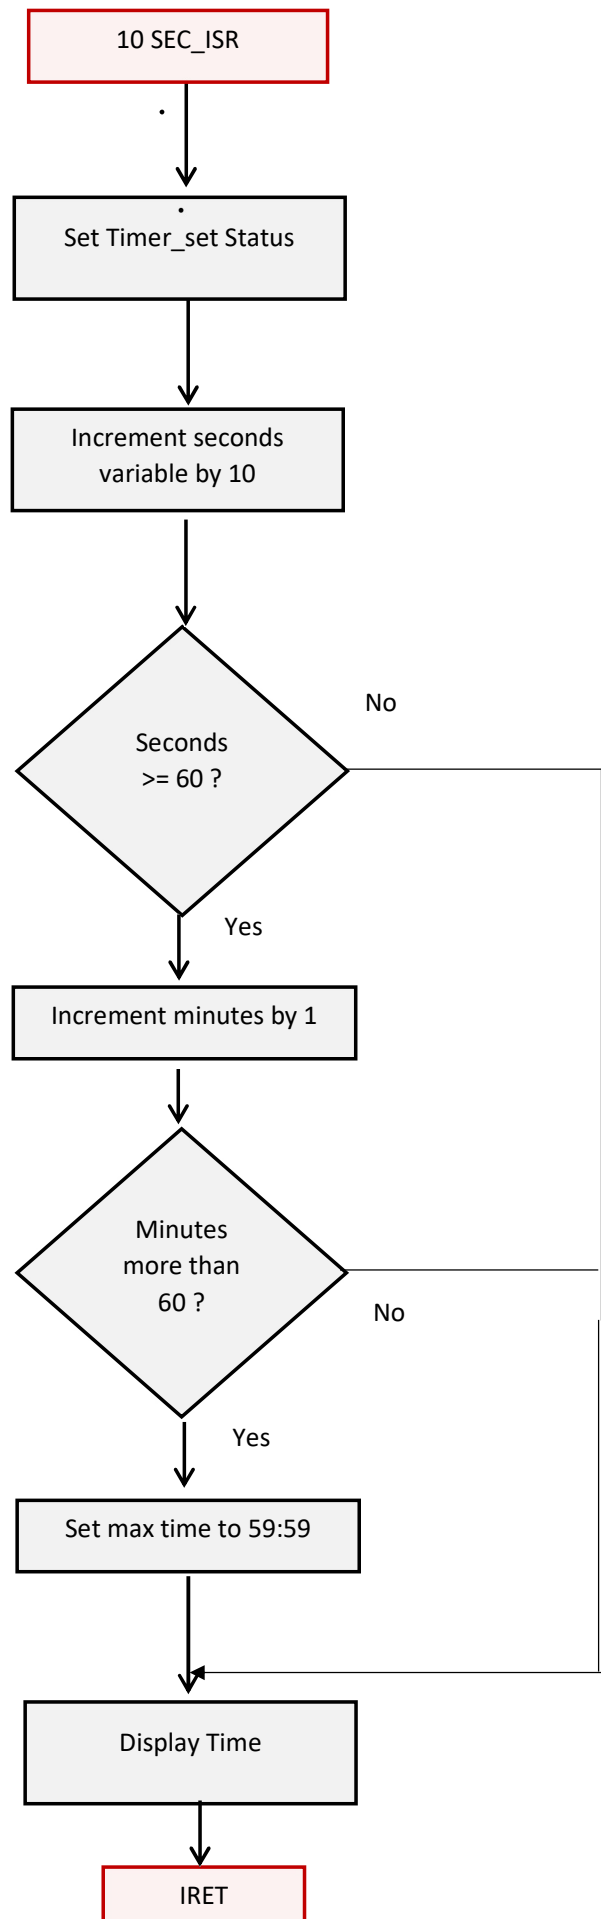 10 SEC_ISR
.
.
Set Timer_set Status
Increment seconds
variable by 10
No
Seconds
>= 60 ?
Yes
Increment minutes by 1
Minutes
more than
60 ?
No
Yes
Set max time to 59:59
Display Time
IRET